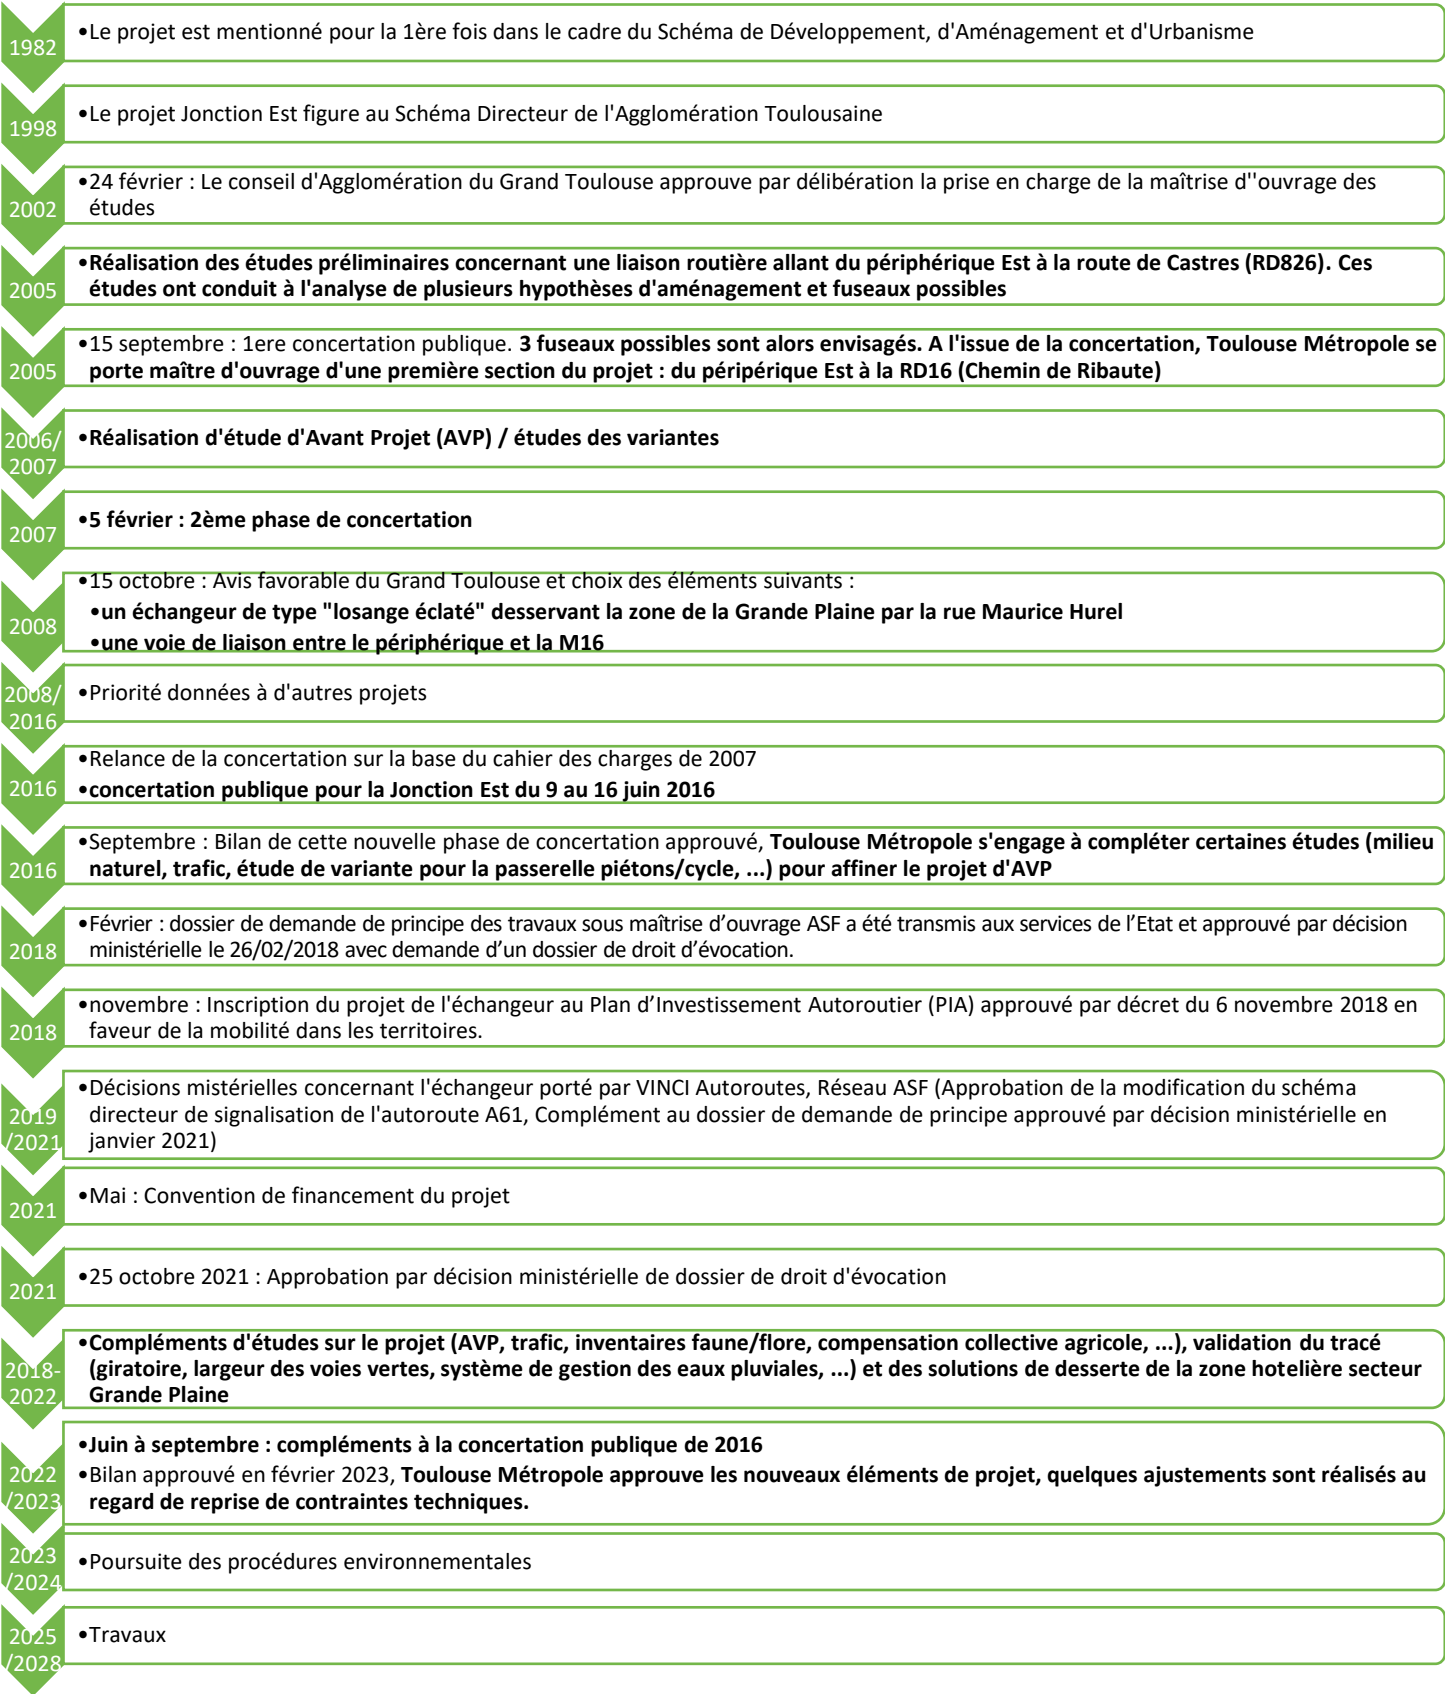 1982
•Le projet est mentionné pour la 1ère fois dans le cadre du Schéma de Développement, d'Aménagement et d'Urbanisme
1998
•Le projet Jonction Est figure au Schéma Directeur de l'Agglomération Toulousaine
2002
•24 février : Le conseil d'Agglomération du Grand Toulouse approuve par délibération la prise en charge de la maîtrise d''ouvrage des
études
2005
•Réalisation des études préliminaires concernant une liaison routière allant du périphérique Est à la route de Castres (RD826). Ces
études ont conduit à l'analyse de plusieurs hypothèses d'aménagement et fuseaux possibles
2005
•15 septembre : 1ere concertation publique. 3 fuseaux possibles sont alors envisagés. A l'issue de la concertation, Toulouse Métropole se
porte maître d'ouvrage d'une première section du projet : du péripérique Est à la RD16 (Chemin de Ribaute)
2006/
2007
•Réalisation d'étude d'Avant Projet (AVP) / études des variantes
2007
•5 février : 2ème phase de concertation
2008
•15 octobre : Avis favorable du Grand Toulouse et choix des éléments suivants :
•un échangeur de type "losange éclaté" desservant la zone de la Grande Plaine par la rue Maurice Hurel
•une voie de liaison entre le périphérique et la M16
2008/
2016
•Priorité données à d'autres projets
2016
•Relance de la concertation sur la base du cahier des charges de 2007
•concertation publique pour la Jonction Est du 9 au 16 juin 2016
2016
•Septembre : Bilan de cette nouvelle phase de concertation approuvé, Toulouse Métropole s'engage à compléter certaines études (milieu
naturel, trafic, étude de variante pour la passerelle piétons/cycle, ...) pour affiner le projet d'AVP
2018
•Février : dossier de demande de principe des travaux sous maîtrise d’ouvrage ASF a été transmis aux services de l’Etat et approuvé par décision
ministérielle le 26/02/2018 avec demande d’un dossier de droit d’évocation.
2018
•novembre : Inscription du projet de l'échangeur au Plan d’Investissement Autoroutier (PIA) approuvé par décret du 6 novembre 2018 en
faveur de la mobilité dans les territoires.
2019
/2021
•Décisions mistérielles concernant l'échangeur porté par VINCI Autoroutes, Réseau ASF (Approbation de la modification du schéma
directeur de signalisation de l'autoroute A61, Complément au dossier de demande de principe approuvé par décision ministérielle en
janvier 2021)
2021
•Mai : Convention de financement du projet
2021
•25 octobre 2021 : Approbation par décision ministérielle de dossier de droit d'évocation
2018-
2022
•Compléments d'études sur le projet (AVP, trafic, inventaires faune/flore, compensation collective agricole, ...), validation du tracé
(giratoire, largeur des voies vertes, système de gestion des eaux pluviales, ...) et des solutions de desserte de la zone hotelière secteur
Grande Plaine
2022
/2023
•Juin à septembre : compléments à la concertation publique de 2016
•Bilan approuvé en février 2023, Toulouse Métropole approuve les nouveaux éléments de projet, quelques ajustements sont réalisés au
regard de reprise de contraintes techniques.
2023
/2024
•Poursuite des procédures environnementales
2025
/2028
•Travaux